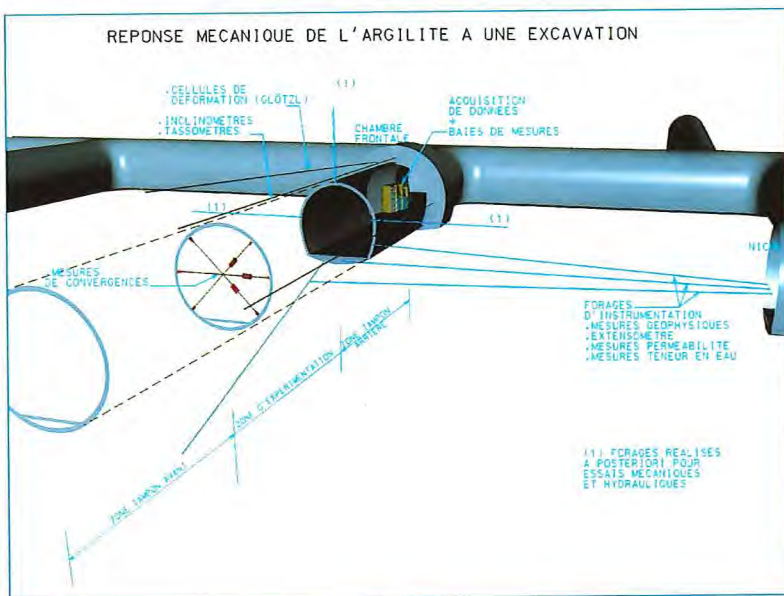 REPONSE MECANIQUE DE L'ARGILITE A UNE EXCAVATION
(1)
.CELLULES DE
DEFORMATION (GLÖTZL)
.INCLINOMETRES
.TASSOMETRES
ACQUISITION
DE DONNÉES
+
BAIES DE MESURES
CHAMBRE
FRONTALE
(1)
(1)
NICHE
MESURES
DE CONVERGENCES
FORAGES
D'INSTRUMENTATION
.MESURES GEOPHYSIQUES
.EXTENSOMETRE
.MESURES PERMEABILITE
.MESURES TENEUR EN EAU
ZONE TAMPON
ARRIERE
ZONE D'EXPERIMENTATION
ZONE TAMPON AVANT
(1) FORAGES REALISES
A POSTERIORI POUR
ESSAIS MECANIQUES
ET HYDRAULIQUES